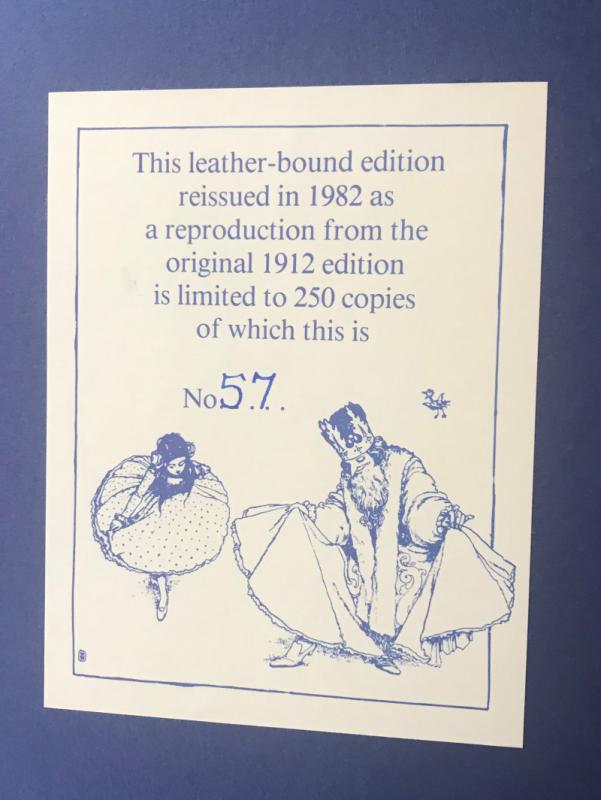 This leather-bound edition
reissued in 1982 as
a reproduction from the
original 1912 edition
is limited to 250 copies
of which this is
No 57...